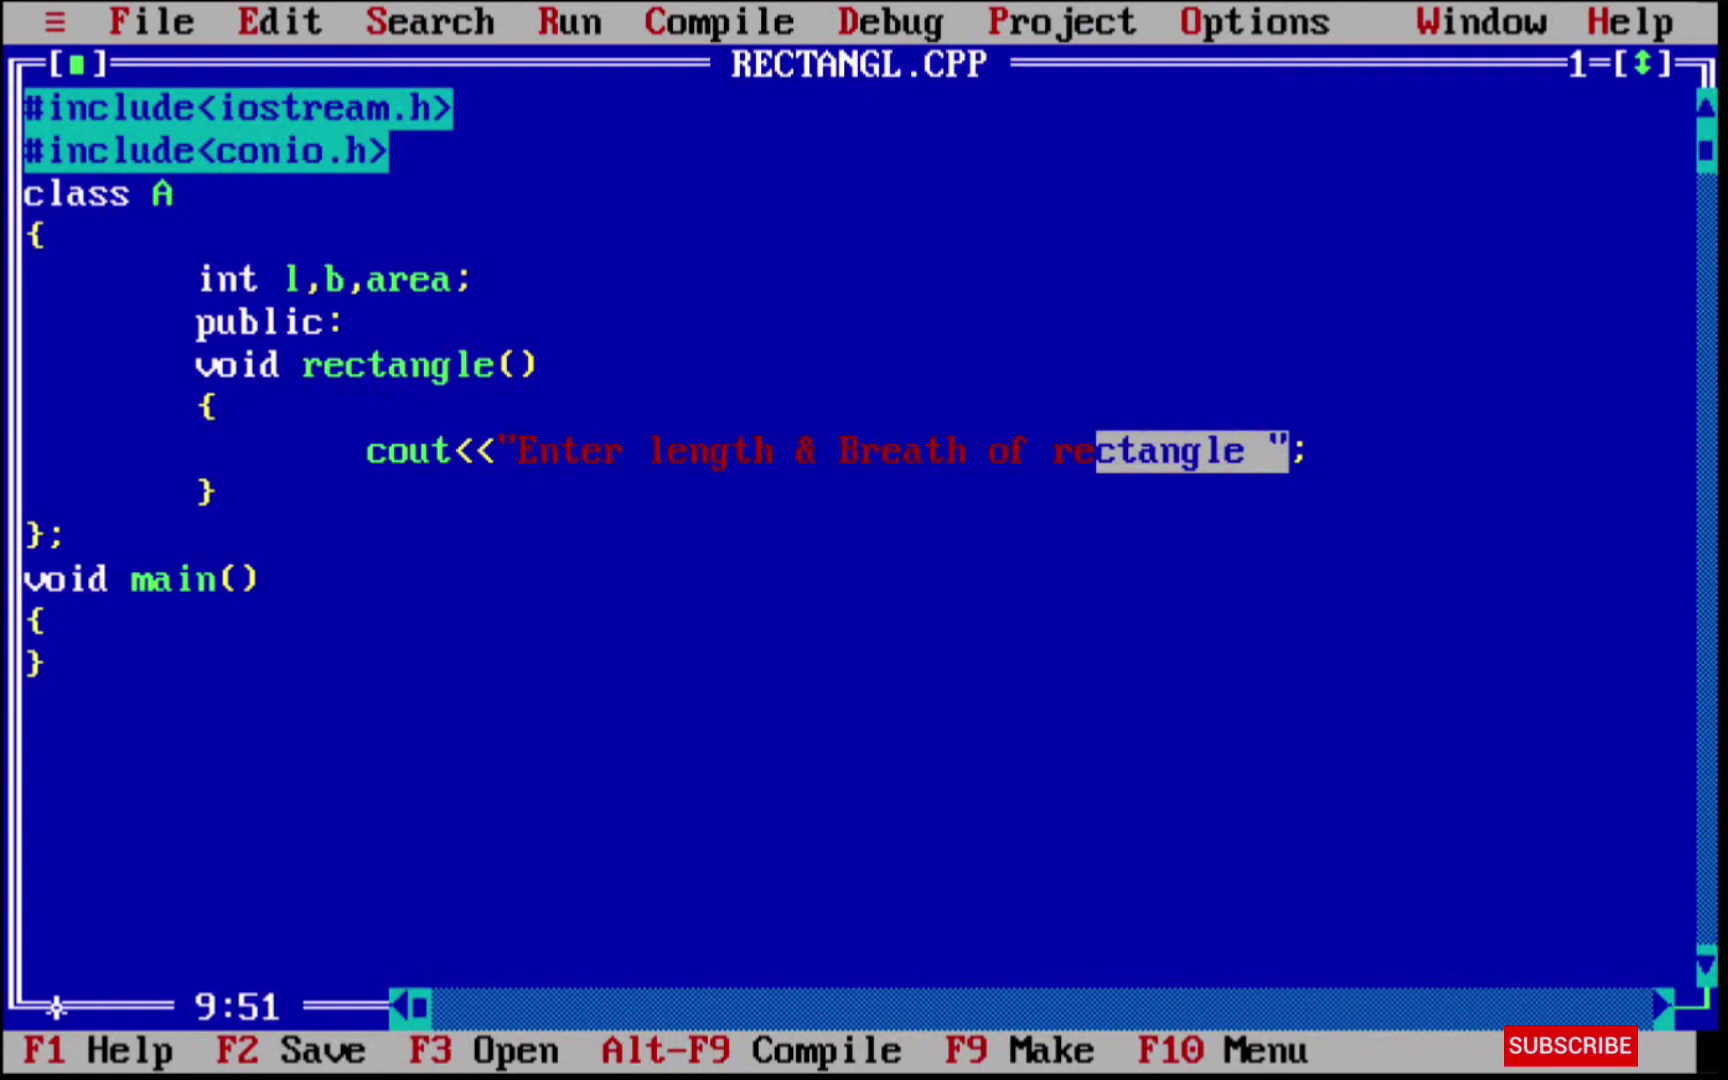 ≡ File Edit Search Run Compile Debug Project Options Window Help
[■] RECTANGL.CPP 1=[↕]
#include<iostream.h>
#include<conio.h>
class A
{
int l,b,area;
public:
void rectangle()
{
cout<<"Enter length & Breath of rectangle ";
}
};
void main()
{
}
9:51
F1 Help F2 Save F3 Open Alt-F9 Compile F9 Make F10 Menu
SUBSCRIBE